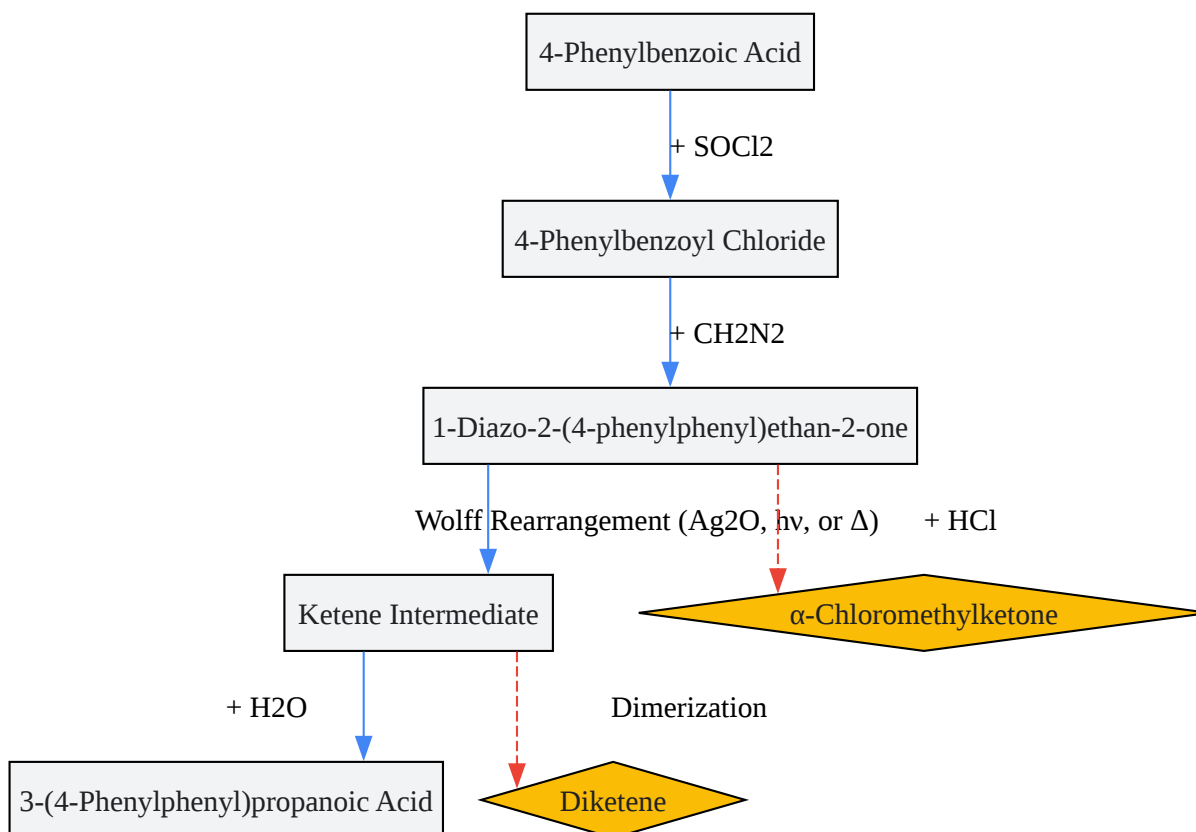 4-Phenylbenzoic Acid
+ SOCl2
4-Phenylbenzoyl Chloride
+ CH2N2
1-Diazo-2-(4-phenylphenyl)ethan-2-one
Wolff Rearrangement (Ag2O, hν, or Δ)
+ HCl
Ketene Intermediate
α-Chloromethylketone
+ H2O
Dimerization
3-(4-Phenylphenyl)propanoic Acid
Diketene